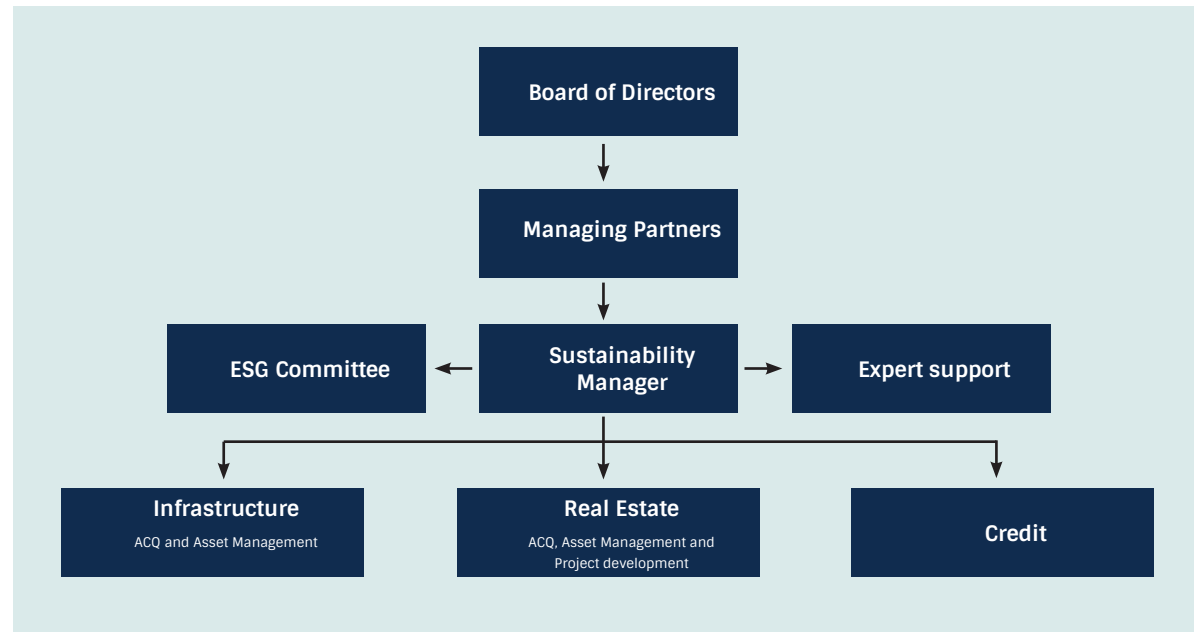 Board of Directors
Managing Partners
ESG Committee
Sustainability
Manager
Expert support
Infrastructure
ACQ and Asset Management
Real Estate
ACQ, Asset Management and
Project development
Credit